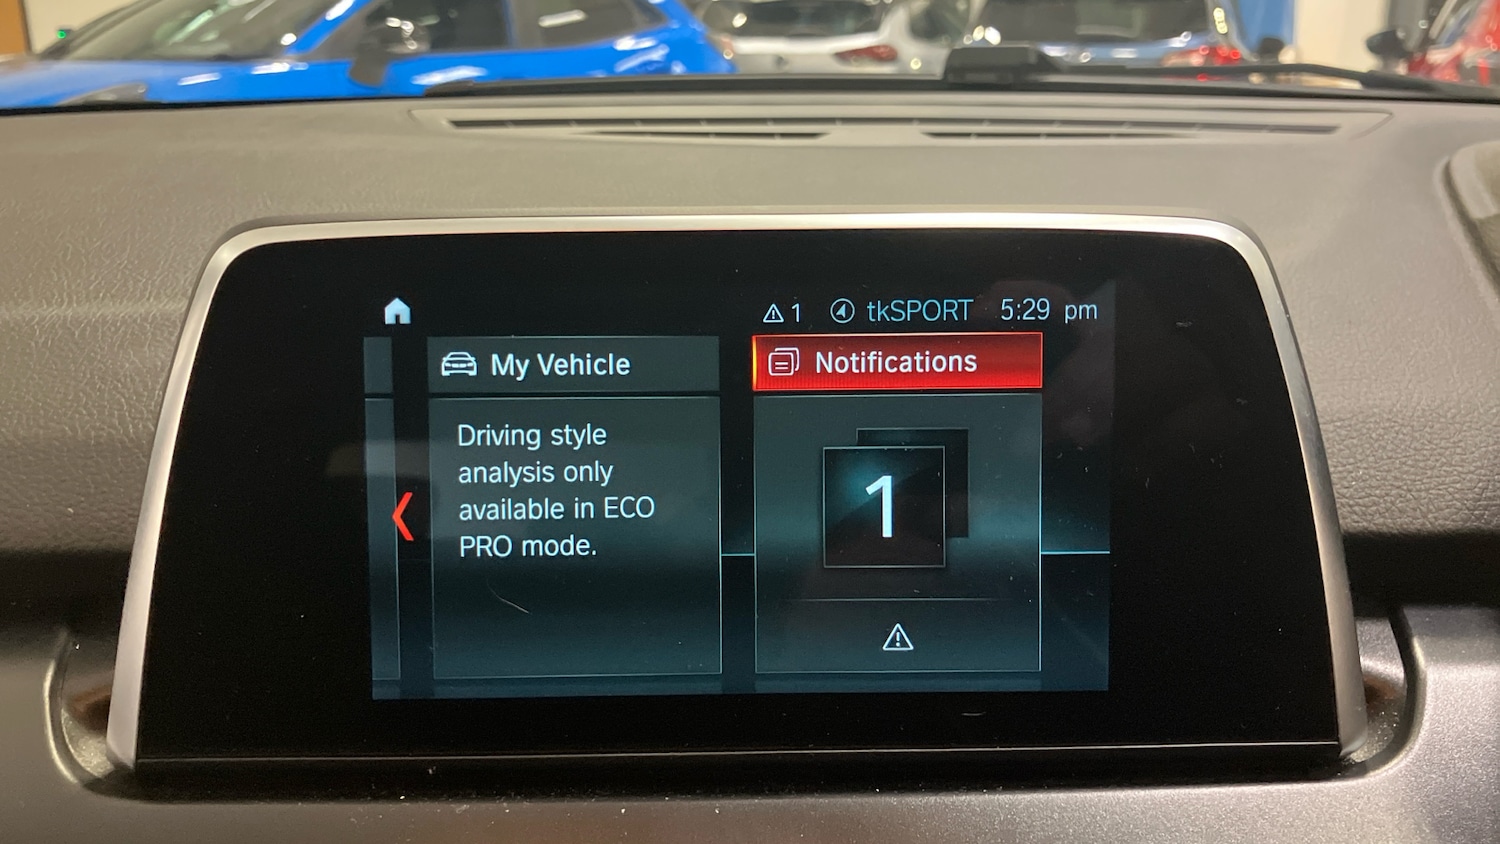 1 tkSPORT 5:29 pm
My Vehicle
Notifications
Driving style
analysis only
available in ECO
PRO mode.
1